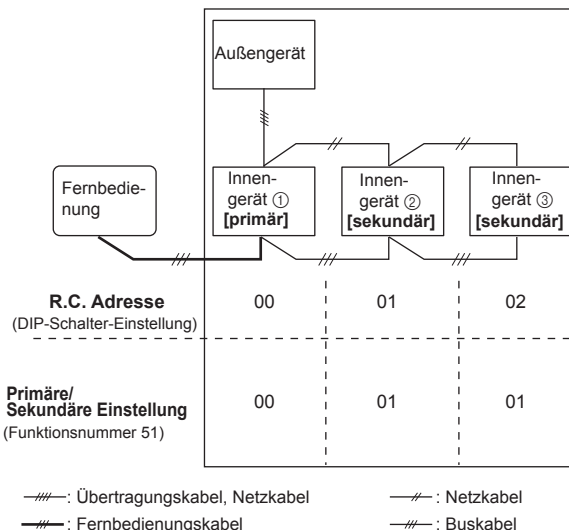 Außengerät
Fernbedie-
nung
Innen-
gerät ①
[primär]
Innen-
gerät ②
[sekundär]
Innen-
gerät ③
[sekundär]
R.C. Adresse
(DIP-Schalter-Einstellung)
00
01
02
Primäre/
Sekundäre Einstellung
(Funktionsnummer 51)
00
01
01
: Übertragungskabel, Netzkabel
: Netzkabel
: Fernbedienungskabel
: Buskabel